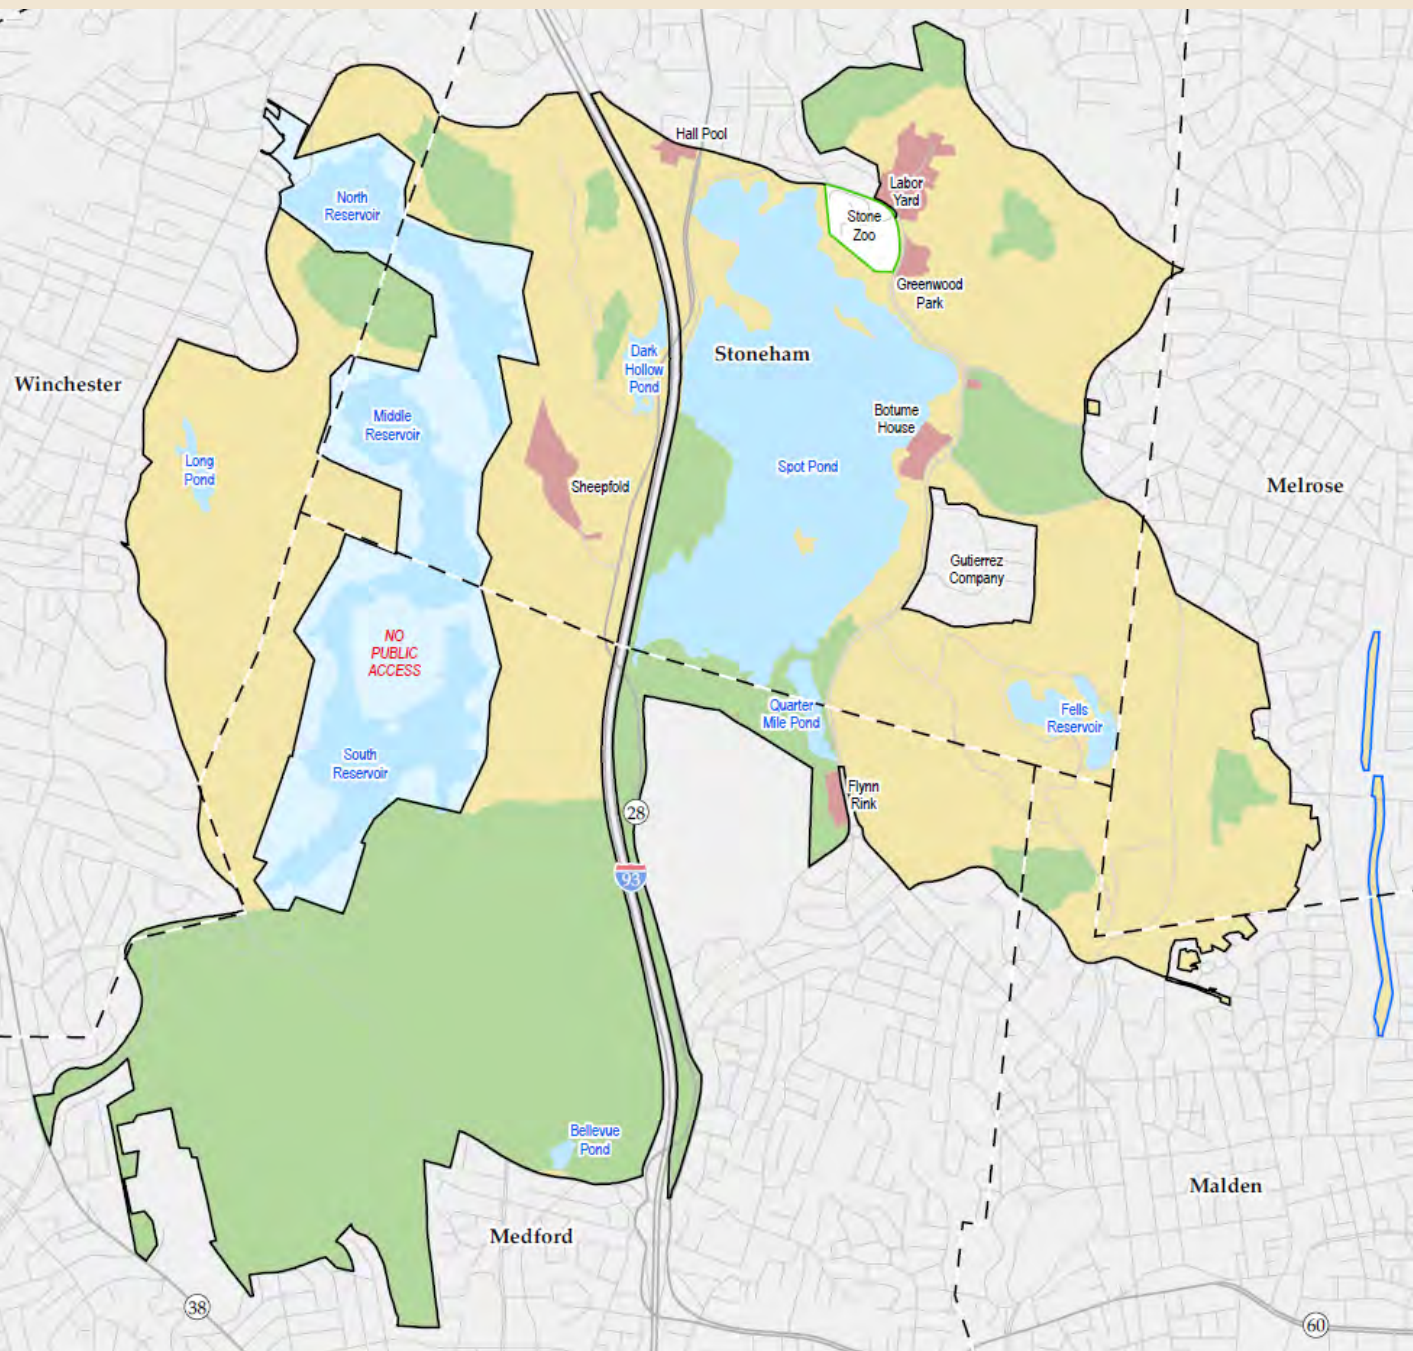 Hall Pool
Labor
Yard
North
Reservoir
Stone
Zoo
Greenwood
Park
Dark
Hollow
Pond
Stoneham
Winchester
Middle
Reservoir
Botume
House
Long
Pond
Spot Pond
Sheepfold
Melrose
Gutierrez
Company
NO
PUBLIC
ACCESS
Quarter
Mile Pond
Fells
Reservoir
South
Reservoir
Flynn
Rink
28
93
Bellevue
Pond
Malden
Medford
38
60